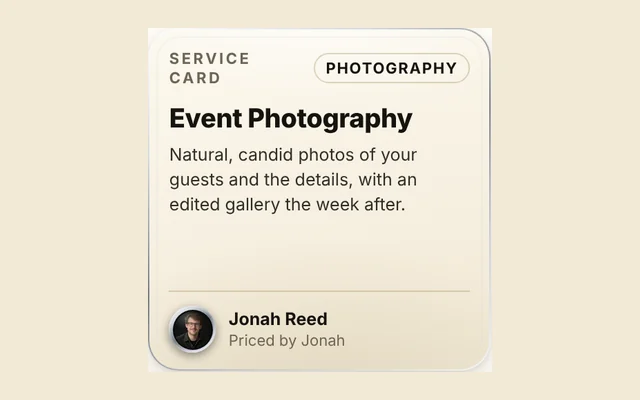 SERVICE
CARD
PHOTOGRAPHY
Event Photography
Natural, candid photos of your
guests and the details, with an
edited gallery the week after.
Jonah Reed
Priced by Jonah